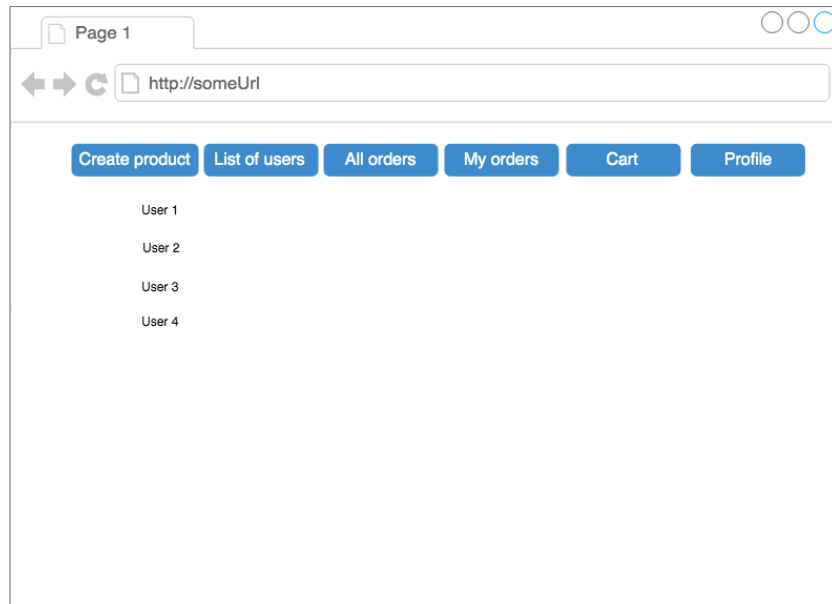 Page 1
http://someUrl
Create product List of users All orders My orders Cart Profile
User 1
User 2
User 3
User 4